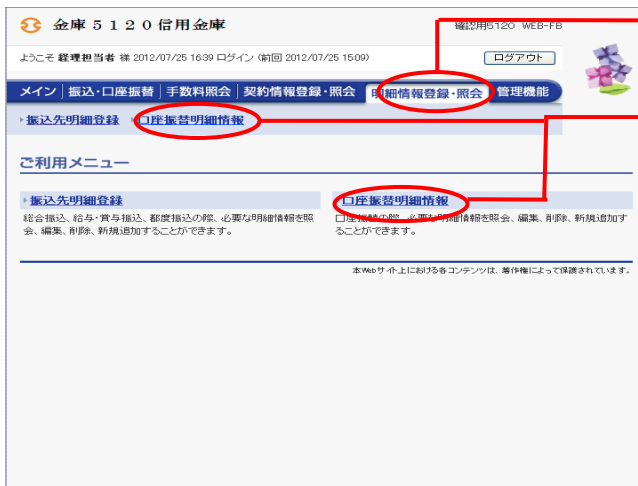 金庫5120信用金庫
確認用5120 WEB-FB
ようこそ 経理担当者 様 2012/07/25 16:39 ログイン (前回 2012/07/25 15:09)
ログアウト
メイン 振込・口座振替 手数料照会 契約情報登録・照会 明細情報登録・照会 管理機能
振込先明細登録 口座振替明細情報
ご利用メニュー
振込先明細登録
総合振込、給与・賞与振込、都度振込の際、必要な明細情報を照
会、編集、削除、新規追加することができます。
口座振替明細情報
口座振替の際、必要な明細情報を照会、編集、削除、新規追加す
ることができます。
本Webサイト上における各コンテンツは、著作権によって保護されています。